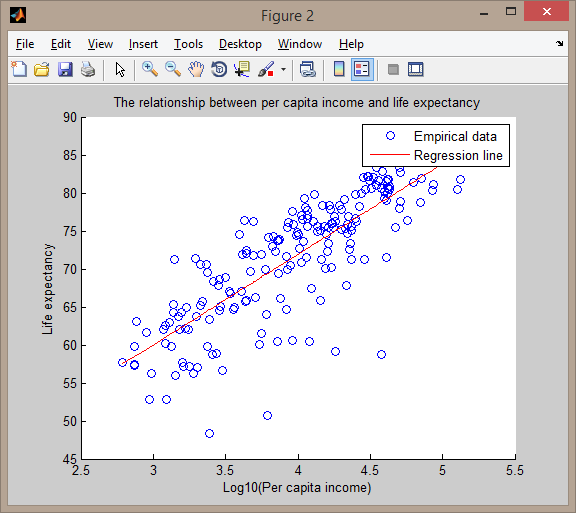 Figure 2
File Edit View Insert Tools Desktop Window Help
The relationship between per capita income and life expectancy
Empirical data
Regression line
90
85
80
75
70
65
60
55
50
45
Life expectancy
2.5 3 3.5 4 4.5 5 5.5
Log10(Per capita income)